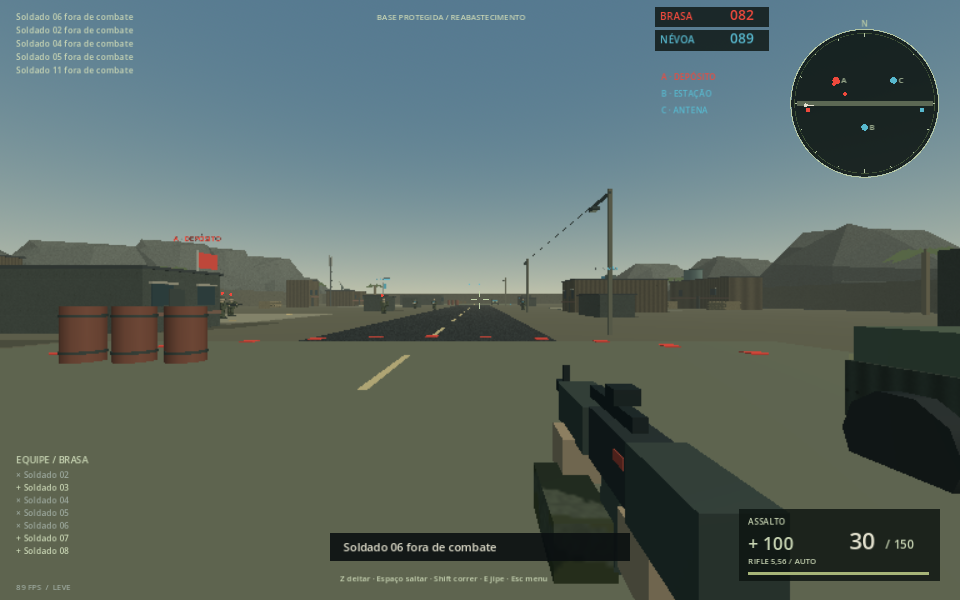 Soldado 06 fora de combate
Soldado 02 fora de combate
Soldado 04 fora de combate
Soldado 05 fora de combate
Soldado 11 fora de combate
BASE PROTEGIDA / REABASTECIMENTO
BRASA 082
NÉVOA 089
A · DEPÓSITO
B · ESTAÇÃO
C · ANTENA
N
A
C
B
A DEPÓSITO
EQUIPE / BRASA
× Soldado 02
+ Soldado 03
× Soldado 04
× Soldado 05
× Soldado 06
+ Soldado 07
+ Soldado 08
Soldado 06 fora de combate
Z deitar · Espaço saltar · Shift correr · E jipe · Esc menu
ASSALTO
+ 100 30 / 150
RIFLE 5,56 / AUTO
89 FPS / LEVE